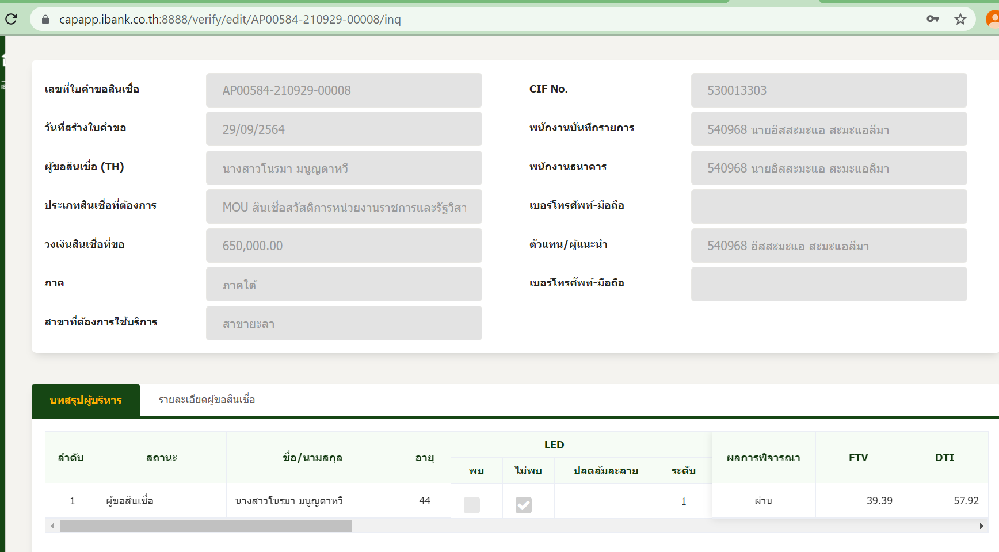 capapp.ibank.co.th:8888/verify/edit/AP00584-210929-00008/inq
เลขที่ใบคำขอสินเชื่อ AP00584-210929-00008 CIF No. 530013303
วันที่สร้างใบคำขอ 29/09/2564 พนักงานบันทึกรายการ 540968 นายอิสสะมะแอ สะมะแอลีมา
ผู้ขอสินเชื่อ (TH) นางสาวโนรมา มนูญดาหวี พนักงานธนาคาร 540968 นายอิสสะมะแอ สะมะแอลีมา
ประเภทสินเชื่อที่ต้องการ MOU สินเชื่อสวัสดิการหน่วยงานราชการและรัฐวิสา เบอร์โทรศัพท์-มือถือ
วงเงินสินเชื่อที่ขอ 650,000.00 ตัวแทน/ผู้แนะนำ 540968 อิสสะมะแอ สะมะแอลีมา
ภาค ภาคใต้ เบอร์โทรศัพท์-มือถือ
สาขาที่ต้องการใช้บริการ สาขายะลา
บทสรุปผู้บริหาร รายละเอียดผู้ขอสินเชื่อ
LED
ลำดับ สถานะ ชื่อ/นามสกุล อายุ ผลการพิจารณา FTV DTI
พบ ไม่พบ ปลดล้มละลาย ระดับ
1 ผู้ขอสินเชื่อ นางสาวโนรมา มนูญดาหวี 44 1 ผ่าน 39.39 57.92